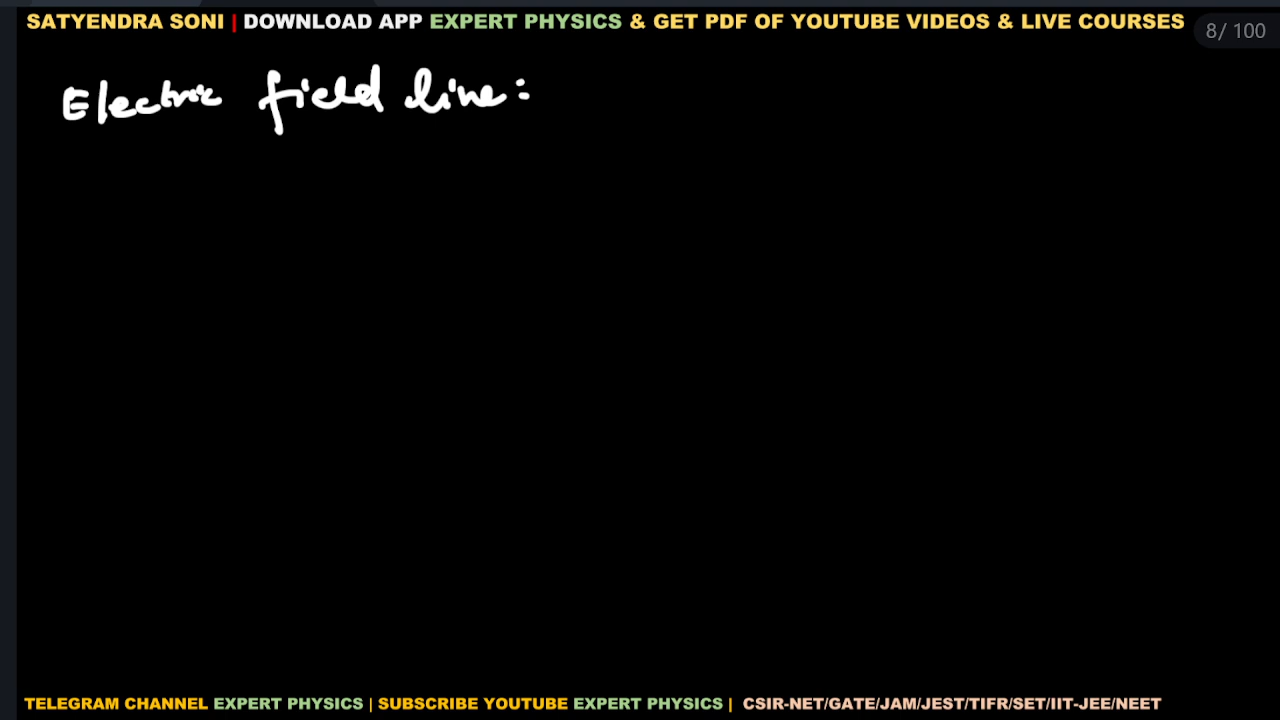 SATYENDRA SONI | DOWNLOAD APP EXPERT PHYSICS & GET PDF OF YOUTUBE VIDEOS & LIVE COURSES
8/ 100
Electric field line:
TELEGRAM CHANNEL EXPERT PHYSICS | SUBSCRIBE YOUTUBE EXPERT PHYSICS | CSIR-NET/GATE/JAM/JEST/TIFR/SET/IIT-JEE/NEET